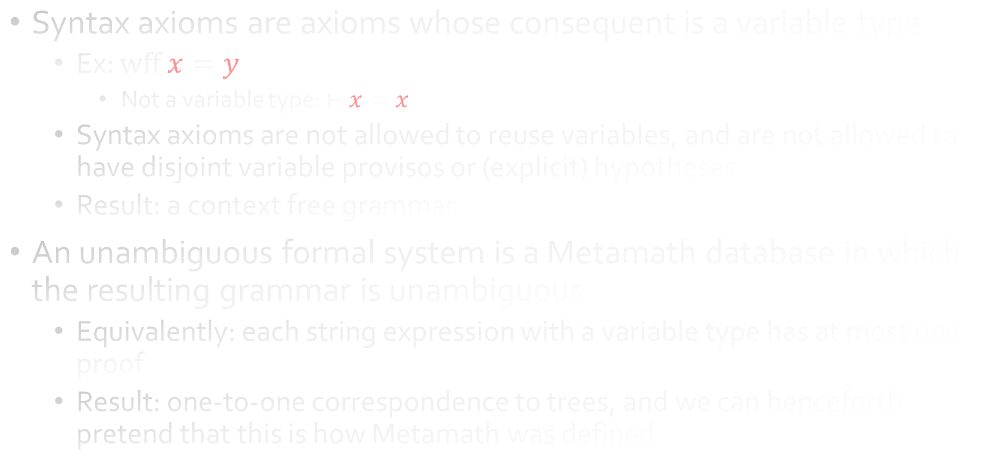 • Syntax axioms are axioms whose consequent is a variable type
• Ex: wff x = y
• Not a variable type: ⊢ x = x
• Syntax axioms are not allowed to reuse variables, and are not allowed to
have disjoint variable provisos or (explicit) hypotheses
• Result: a context free grammar
• An unambiguous formal system is a Metamath database in which
the resulting grammar is unambiguous
• Equivalently: each string expression with a variable type has at most one
proof
• Result: one-to-one correspondence to trees, and we can henceforth
pretend that this is how Metamath was defined